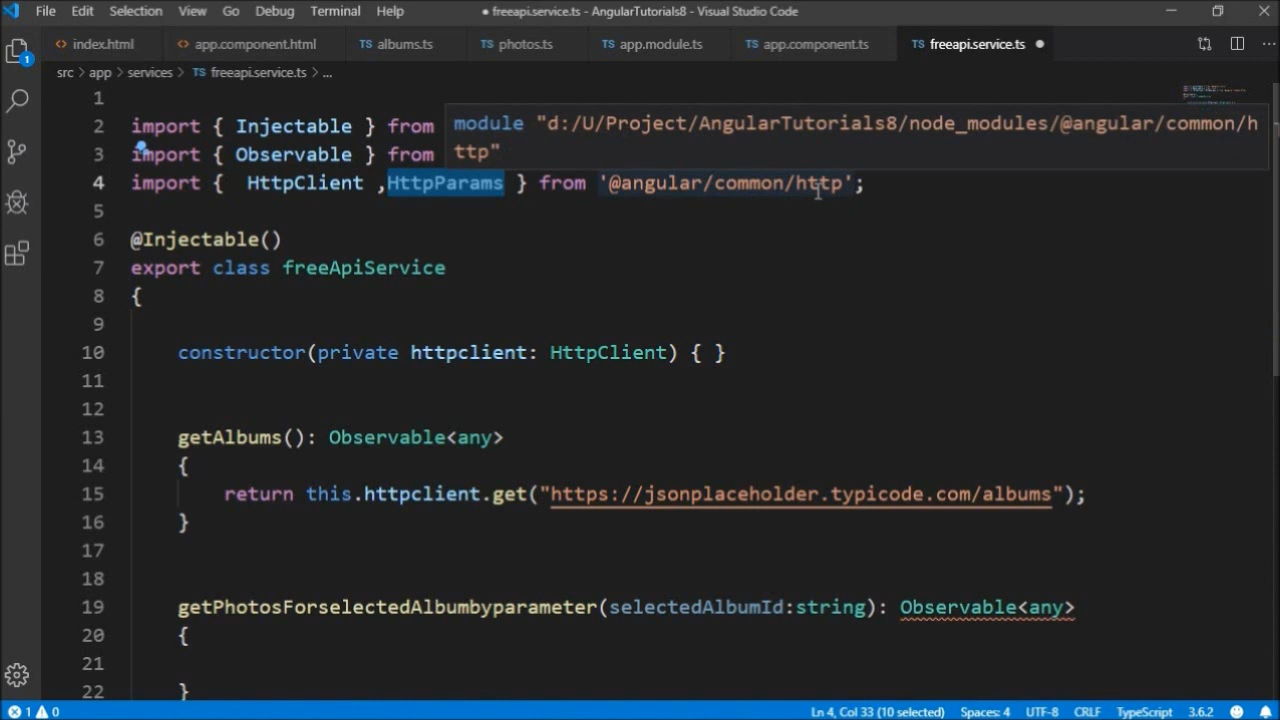 File Edit Selection View Go Debug Terminal Help ● freeapi.service.ts - AngularTutorials8 - Visual Studio Code
<> index.html <> app.component.html TS albums.ts TS photos.ts TS app.module.ts TS app.component.ts TS freeapi.service.ts ●
src > app > services > TS freeapi.service.ts > ...
1
1
2 import { Injectable } from
module "d:/U/Project/AngularTutorials8/node_modules/@angular/common/h
ttp"
3 import { Observable } from
4 import {  HttpClient ,HttpParams } from '@angular/common/http';
5
6 @Injectable()
7 export class freeApiService
8 {
9
10 constructor(private httpclient: HttpClient) { }
11
12
13 getAlbums(): Observable<any>
14 {
15 return this.httpclient.get("https://jsonplaceholder.typicode.com/albums");
16 }
17
18
19 getPhotosForselectedAlbumbyparameter(selectedAlbumId:string): Observable<any>
20 {
21
22 }
1 0 Ln 4, Col 33 (10 selected) Spaces: 4 UTF-8 CRLF TypeScript 3.6.2